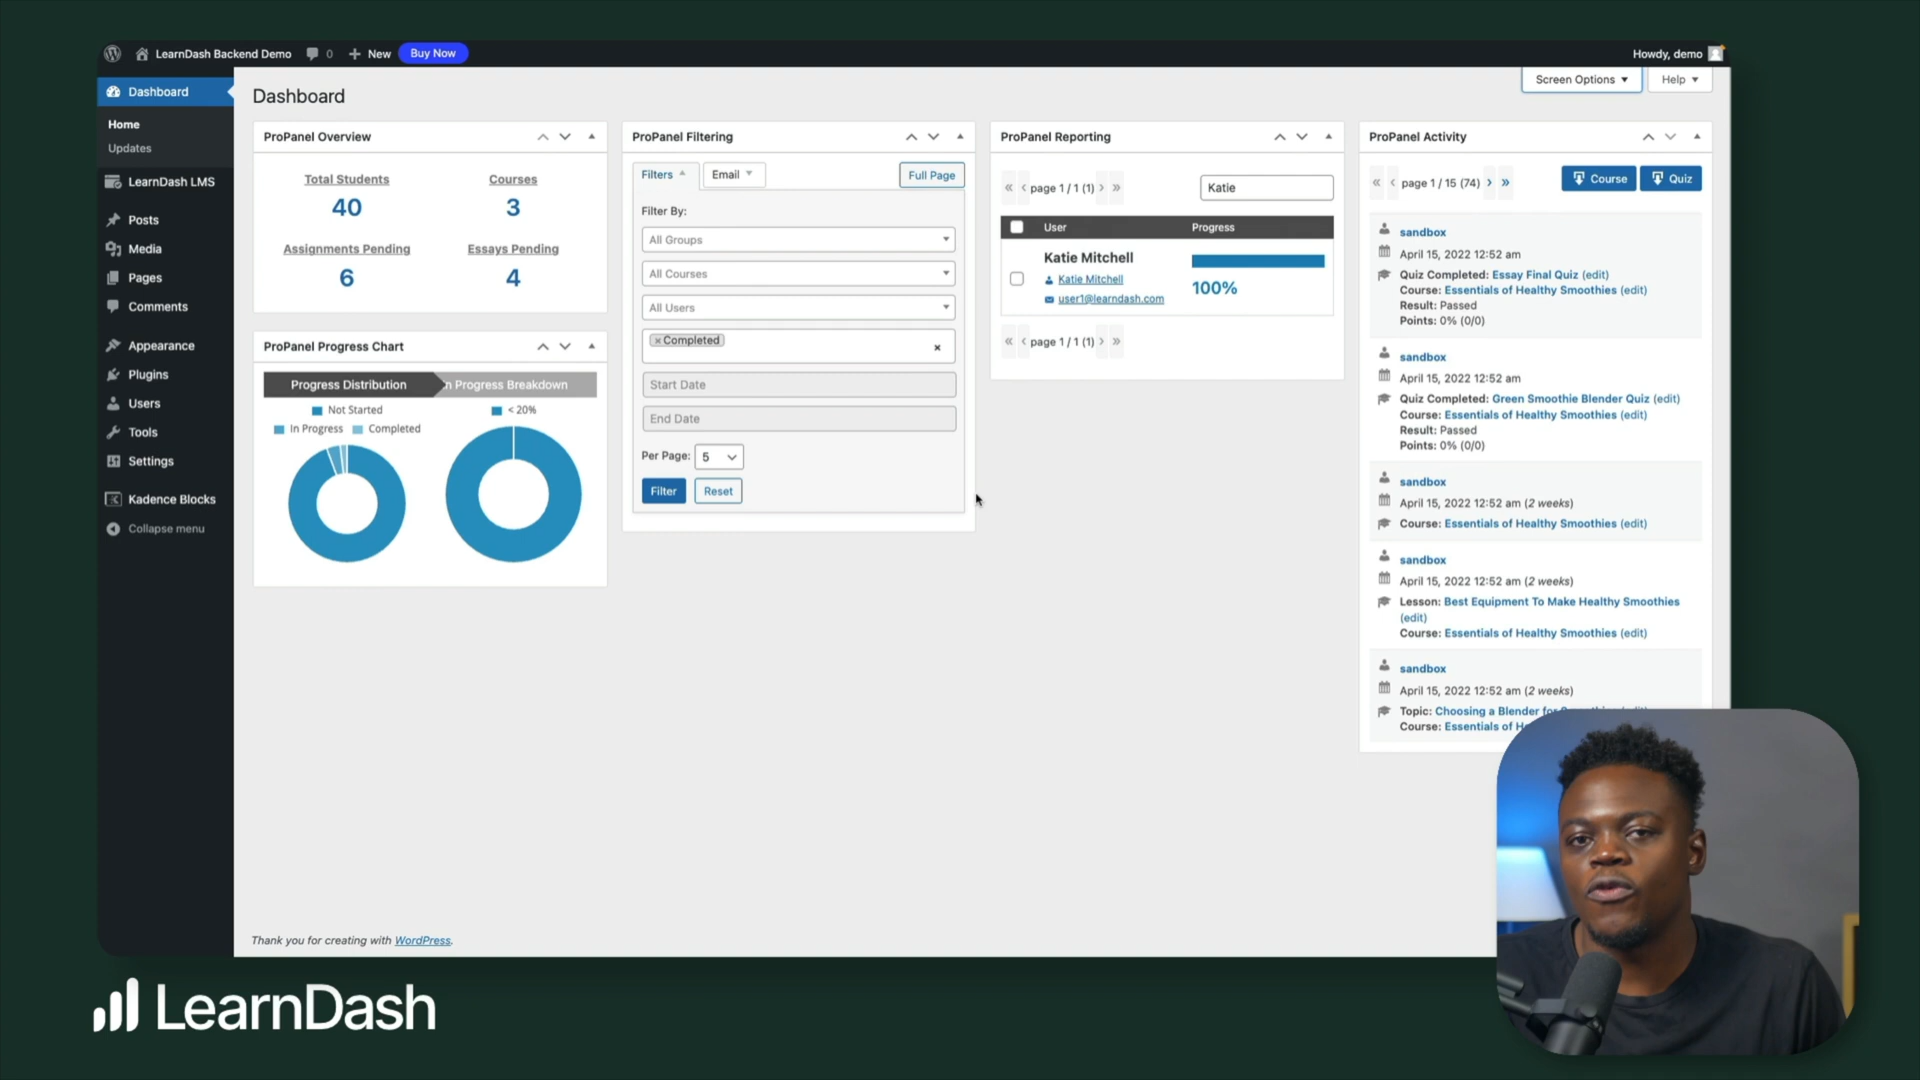 LearnDash Backend Demo
0
New
Buy Now
Howdy, demo
Dashboard
Home
Updates
LearnDash LMS
Posts
Media
Pages
Comments
Appearance
Plugins
Users
Tools
Settings
Kadence Blocks
Collapse menu
Dashboard
Screen Options
Help
ProPanel Overview
Total Students
Courses
40
3
Assignments Pending
Essays Pending
6
4
ProPanel Progress Chart
Progress Distribution
n Progress Breakdown
Not Started
In Progress
Completed
< 20%
ProPanel Filtering
Filters
Email
Full Page
Filter By:
All Groups
All Courses
All Users
× Completed
×
Start Date
End Date
Per Page: 5
Filter
Reset
ProPanel Reporting
« ‹ page 1 / 1 (1) › »
Katie
User
Progress
Katie Mitchell
Katie Mitchell
user1@learndash.com
100%
« ‹ page 1 / 1 (1) › »
ProPanel Activity
« ‹ page 1 / 15 (74) › »
Course
Quiz
sandbox
April 15, 2022 12:52 am
Quiz Completed: Essay Final Quiz (edit)
Course: Essentials of Healthy Smoothies (edit)
Result: Passed
Points: 0% (0/0)
sandbox
April 15, 2022 12:52 am
Quiz Completed: Green Smoothie Blender Quiz (edit)
Course: Essentials of Healthy Smoothies (edit)
Result: Passed
Points: 0% (0/0)
sandbox
April 15, 2022 12:52 am (2 weeks)
Course: Essentials of Healthy Smoothies (edit)
sandbox
April 15, 2022 12:52 am (2 weeks)
Lesson: Best Equipment To Make Healthy Smoothies
(edit)
Course: Essentials of Healthy Smoothies (edit)
sandbox
April 15, 2022 12:52 am (2 weeks)
Topic: Choosing a Blender for
Course: Essentials of H
Thank you for creating with WordPress.
LearnDash